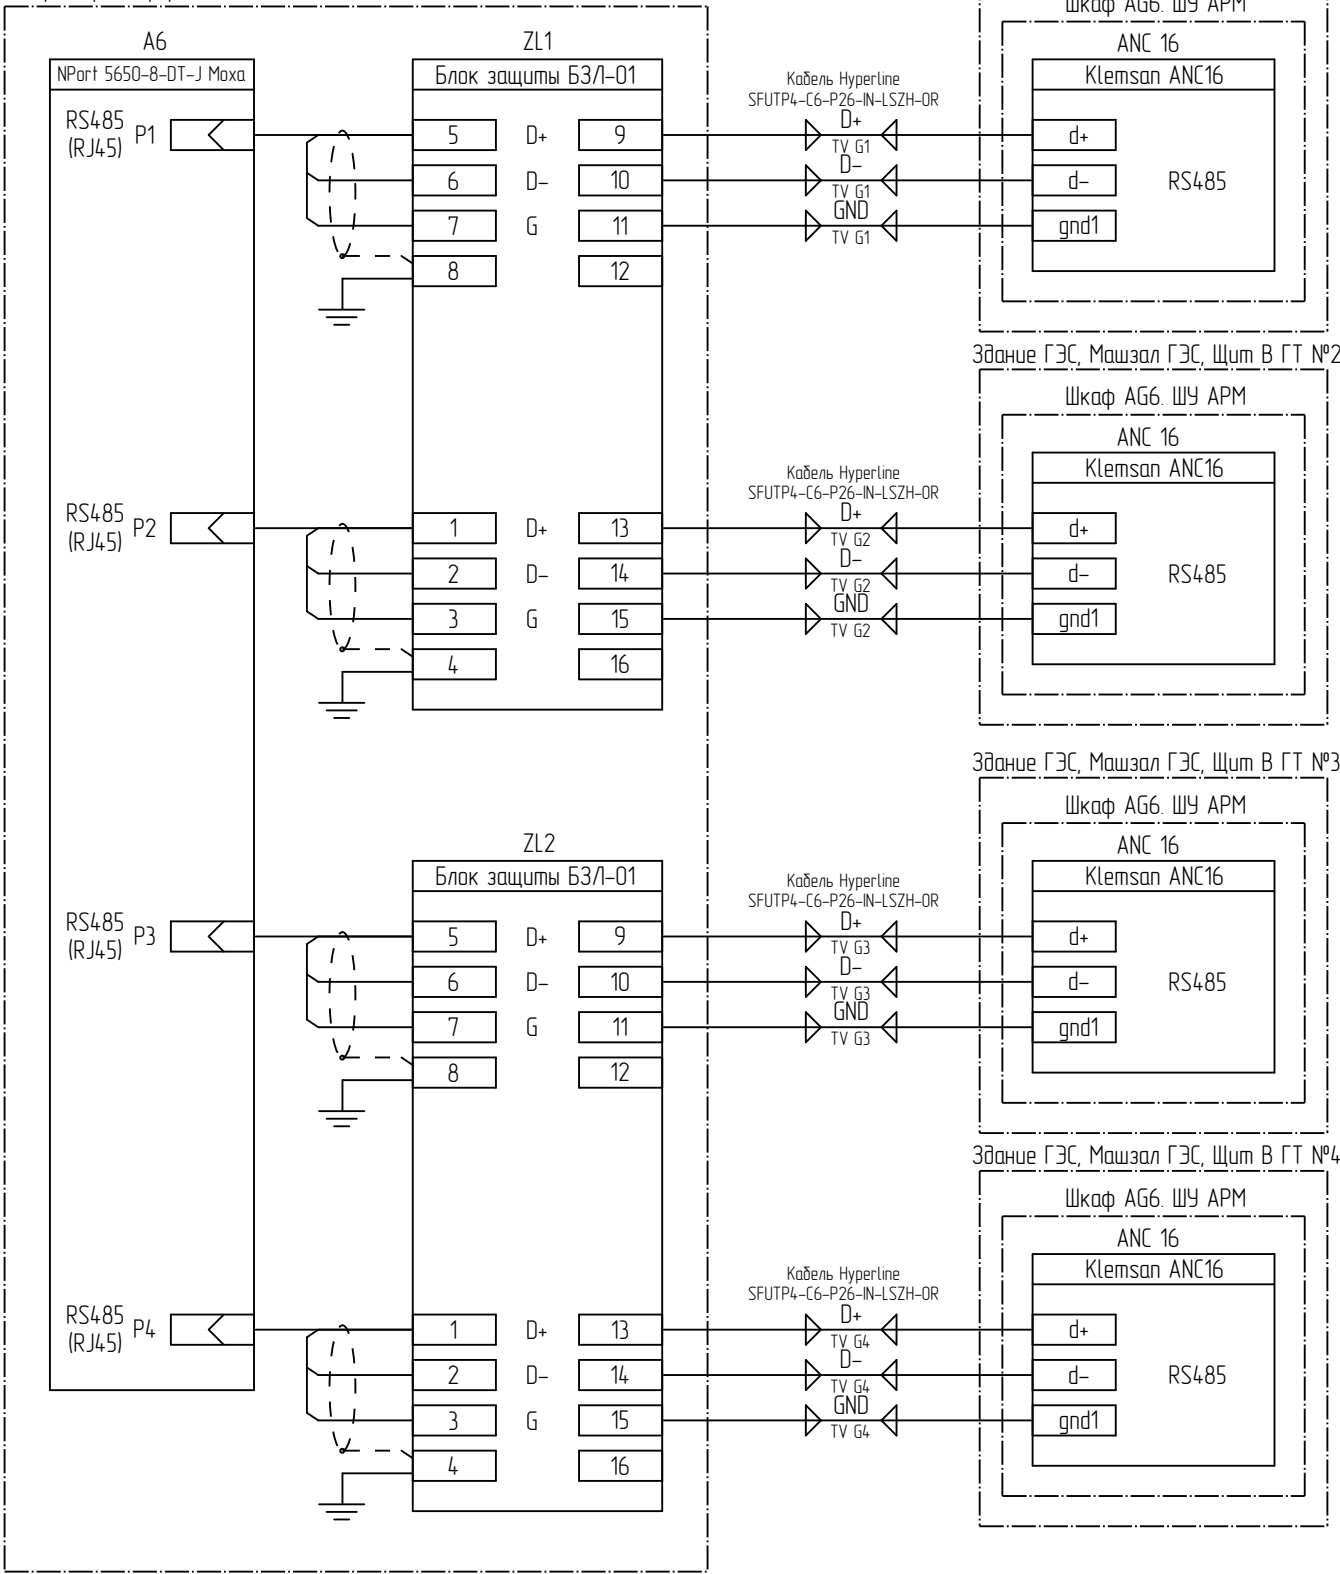 Шкаф AG6. ШУ АРМ
A6
NPort 5650-8-DT-J Moxa
ZL1
Блок защиты БЗЛ-01
Кабель Hyperline
SFUTP4-C6-P26-IN-LSZH-OR
ANC 16
Klemsan ANC16
RS485
(RJ45)
P1
5
D+
9
D+
TV G1
d+
6
D-
10
D-
TV G1
d-
RS485
7
G
11
GND
TV G1
gnd1
8
12
Здание ГЭС, Машзал ГЭС, Щит В ГТ №2
Шкаф AG6. ШУ АРМ
ANC 16
Klemsan ANC16
Кабель Hyperline
SFUTP4-C6-P26-IN-LSZH-OR
RS485
(RJ45)
P2
1
D+
13
D+
TV G2
d+
2
D-
14
D-
TV G2
d-
RS485
3
G
15
GND
TV G2
gnd1
4
16
Здание ГЭС, Машзал ГЭС, Щит В ГТ №3
Шкаф AG6. ШУ АРМ
ZL2
Блок защиты БЗЛ-01
ANC 16
Klemsan ANC16
Кабель Hyperline
SFUTP4-C6-P26-IN-LSZH-OR
RS485
(RJ45)
P3
5
D+
9
D+
TV G3
d+
6
D-
10
D-
TV G3
d-
RS485
7
G
11
GND
TV G3
gnd1
8
12
Здание ГЭС, Машзал ГЭС, Щит В ГТ №4
Шкаф AG6. ШУ АРМ
ANC 16
Klemsan ANC16
Кабель Hyperline
SFUTP4-C6-P26-IN-LSZH-OR
RS485
(RJ45)
P4
1
D+
13
D+
TV G4
d+
2
D-
14
D-
TV G4
d-
RS485
3
G
15
GND
TV G4
gnd1
4
16